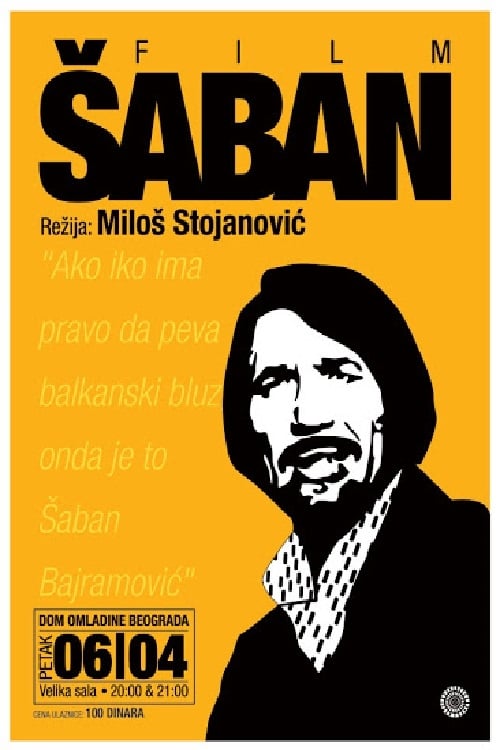 FILM
ŠABAN
Režija: Miloš Stojanović
"Ako iko ima
pravo da peva
balkanski bluz
onda je to
Šaban
Bajramović"
DOM OMLADINE BEOGRADA
PETAK
06|04
Velika sala • 20:00 & 21:00
CENA ULAZNICE: 100 DINARA